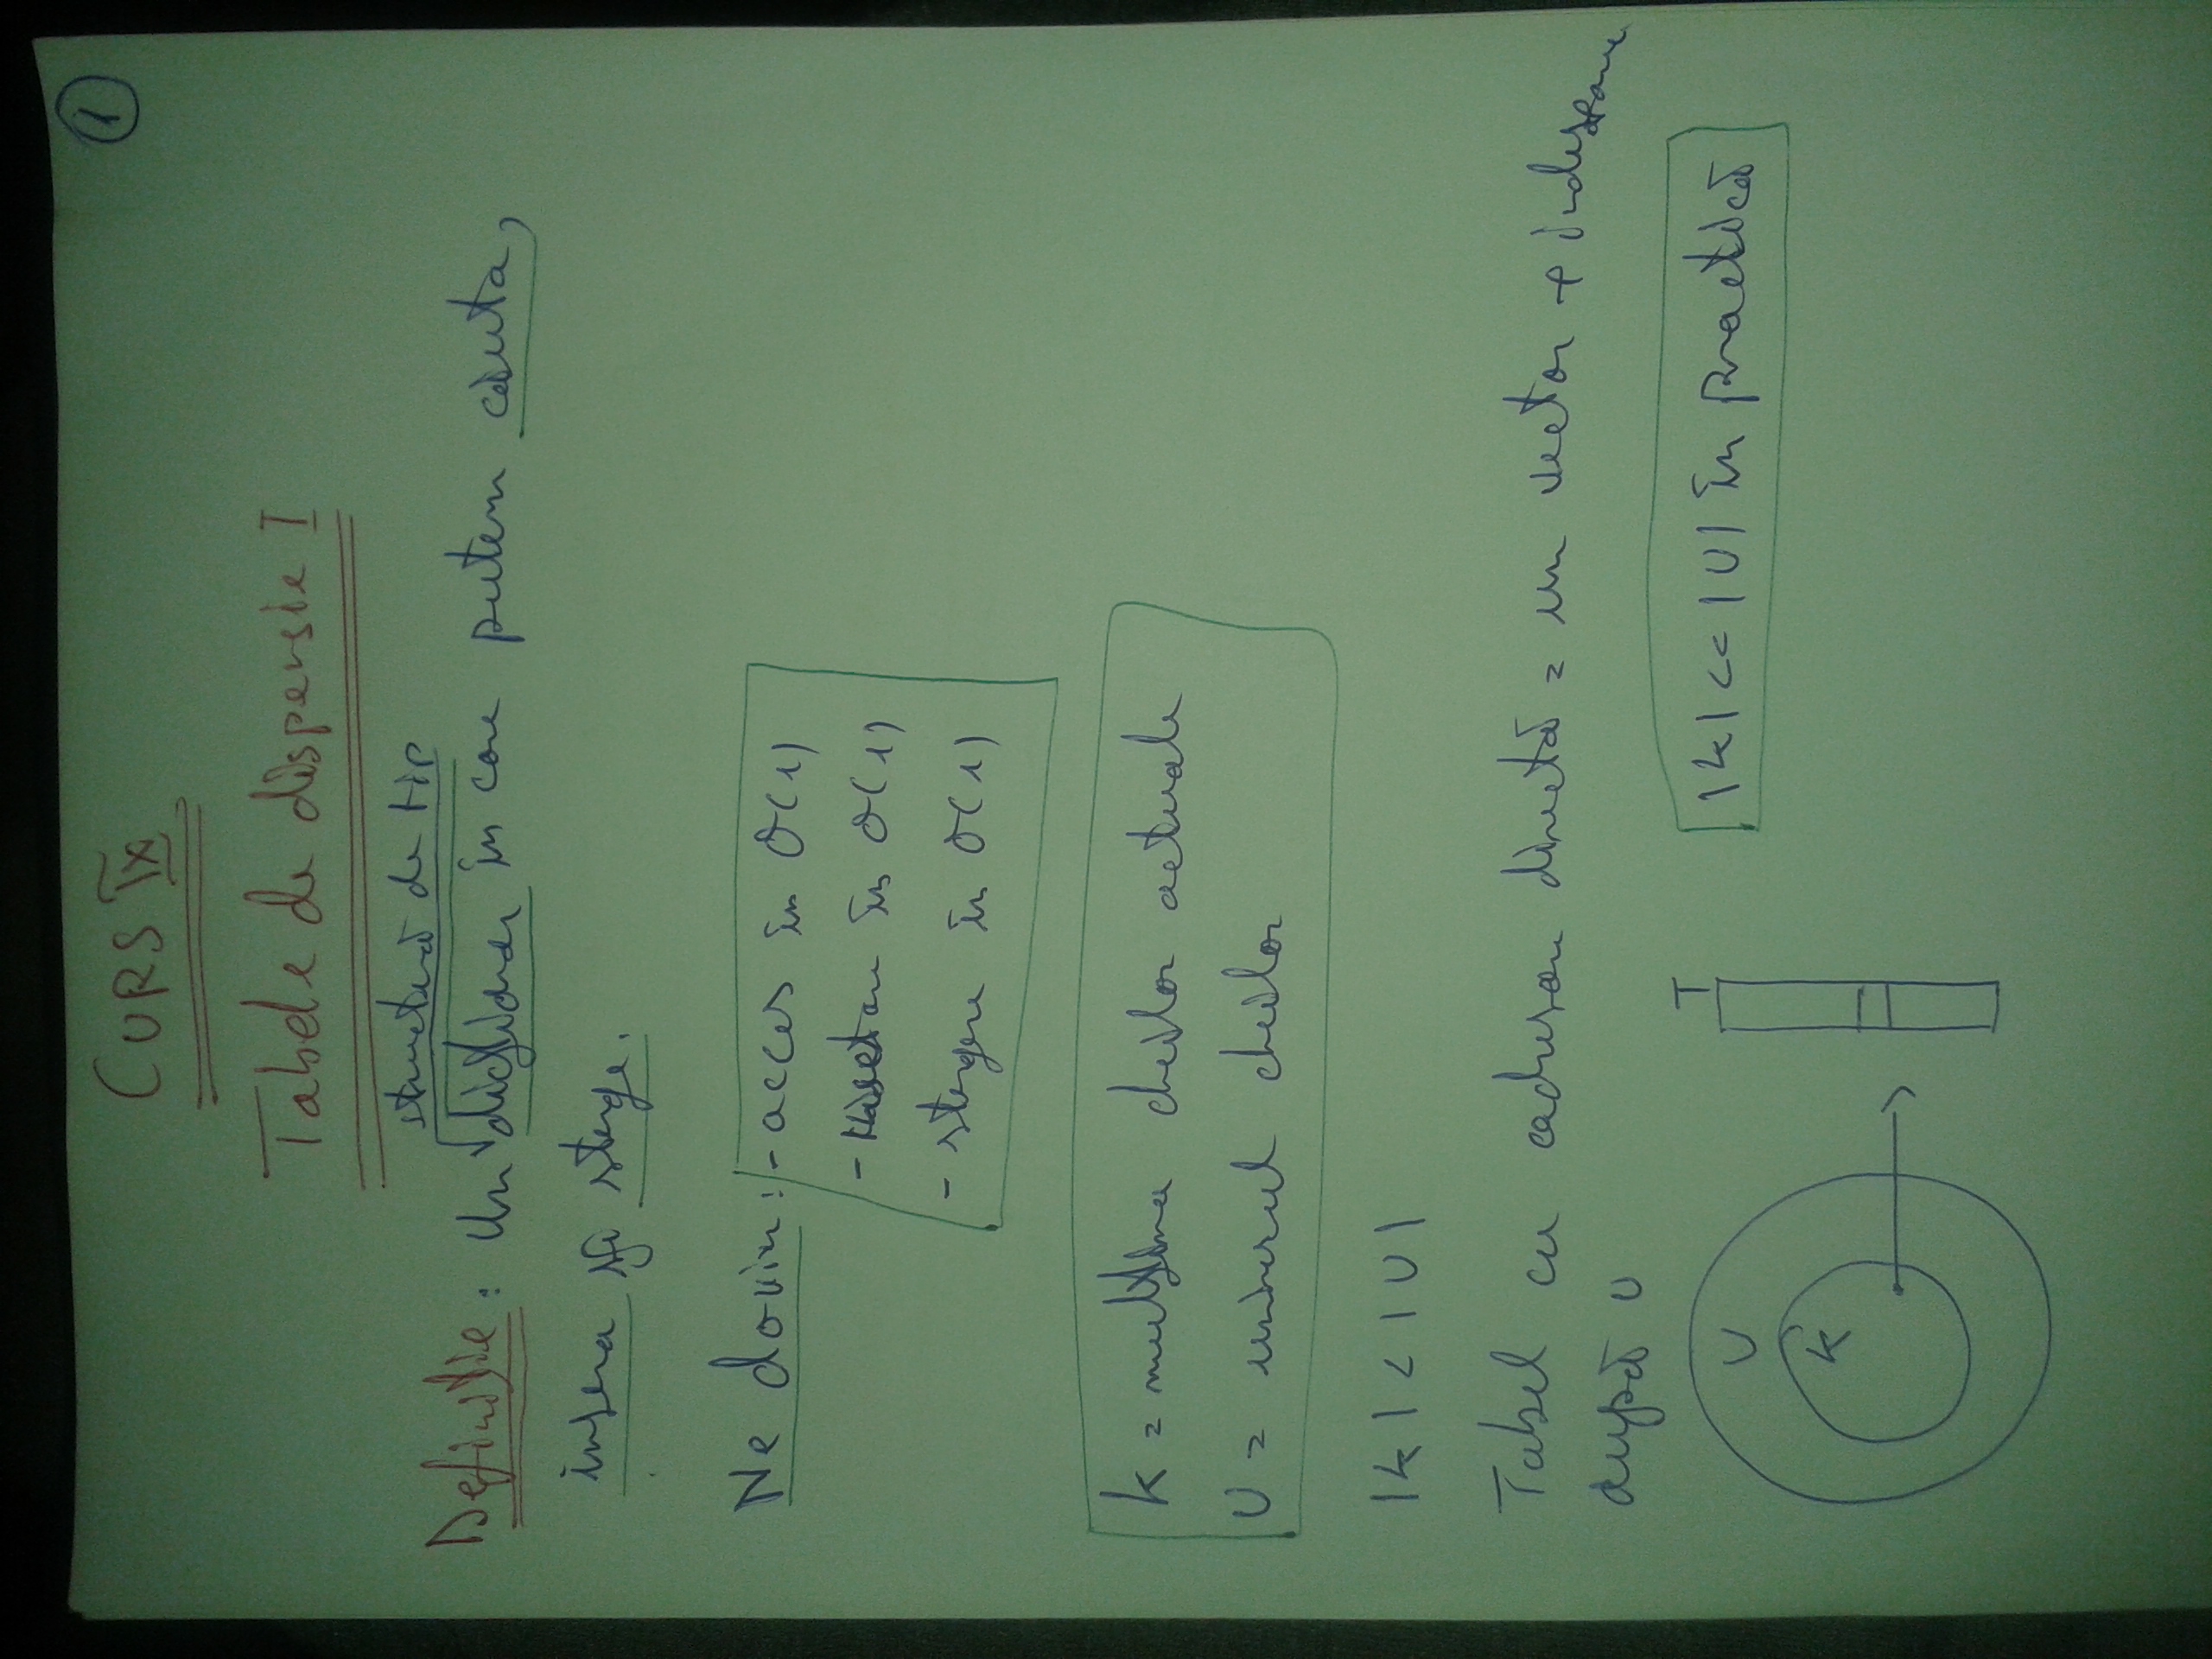 1
CURS IX
Tabele de dispersie I
structură de tip
Definiție: Un dicționar în care putem căuta,
insera și șterge.
Ne dorim: - acces în O(1)
- inserare în O(1)
- ștergere în O(1)
K = mulțimea cheilor actuale
U = universul cheilor
|K| < |U|
Tabel cu adresare directă = un vector + indexare
după U
|K| << |U| în practică
U
K
T